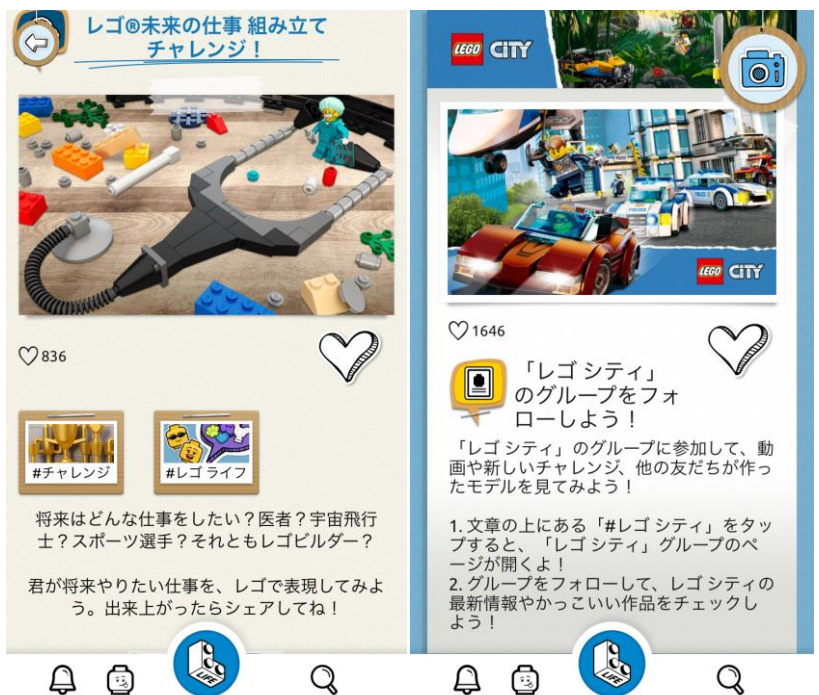 レゴ®未来の仕事 組み立て
チャレンジ！
836
#チャレンジ
#レゴ ライフ
将来はどんな仕事をしたい？医者？宇宙飛行
士？スポーツ選手？それともレゴビルダー？
君が将来やりたい仕事を、レゴで表現してみよ
う。出来上がったらシェアしてね！
LIFE
LEGO CITY
POLICE
LEGO CITY
1646
「レゴ シティ」
のグループをフォ
ローしよう！
「レゴ シティ」のグループに参加して、動
画や新しいチャレンジ、他の友だちが作っ
たモデルを見てみよう！
1. 文章の上にある「#レゴ シティ」をタッ
プすると、「レゴ シティ」グループのペ
ージが開くよ！
2. グループをフォローして、レゴ シティの
最新情報やかっこいい作品をチェックし
よう！
LIFE